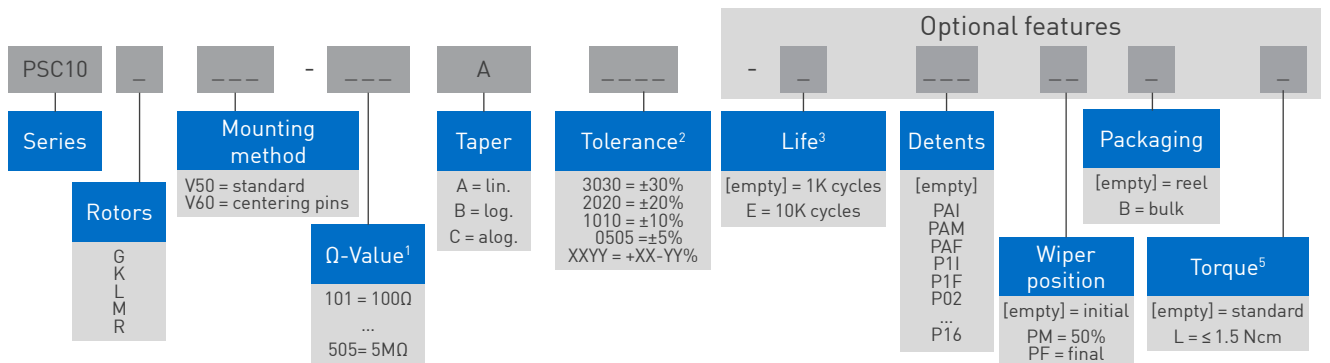 Optional features
PSC10 _ _ _ _ - _ _ _ A _ _ _ _ - _ _ _ _ _ _ _ _
Series
Rotors
G
K
L
M
R
Mounting
method
V50 = standard
V60 = centering pins
Ω-Value¹
101 = 100Ω
...
505= 5MΩ
Taper
A = lin.
B = log.
C = alog.
Tolerance²
3030 = ±30%
2020 = ±20%
1010 = ±10%
0505 =±5%
XXYY = +XX-YY%
Life³
[empty] = 1K cycles
E = 10K cycles
Detents
[empty]
PAI
PAM
PAF
P1I
P1F
P02
...
P16
Wiper
position
[empty] = initial
PM = 50%
PF = final
Packaging
[empty] = reel
B = bulk
Torque⁵
[empty] = standard
L = ≤ 1.5 Ncm